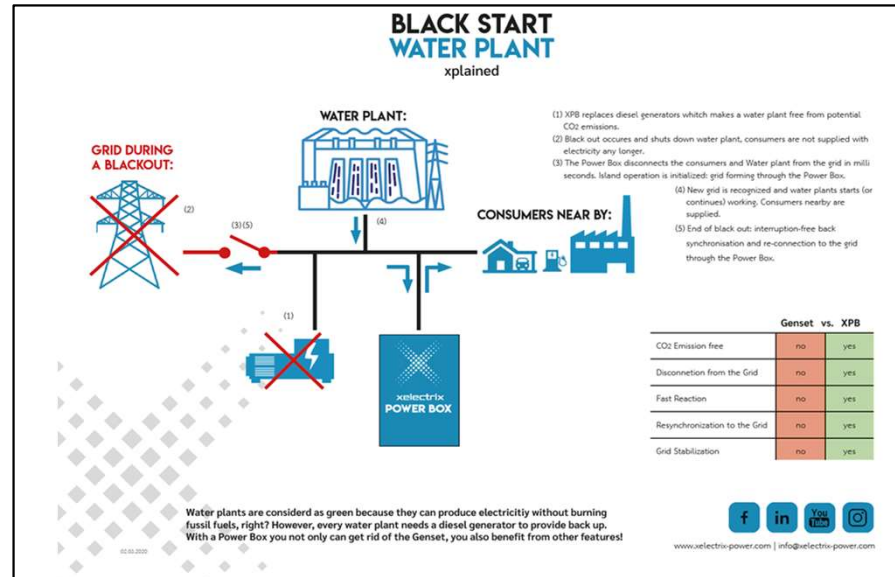 BLACK START
WATER PLANT
xplained
WATER PLANT:
GRID DURING
A BLACKOUT:
(2)
(3)(5)
(4)
CONSUMERS NEAR BY:
(1)
xelectrix
POWER BOX
(1) XPB replaces diesel generators whitch makes a water plant free from potential
CO2 emissions.
(2) Black out occures and shuts down water plant, consumers are not supplied with
electricity any longer.
(3) The Power Box disconnects the consumers and Water plant from the grid in milli
seconds. Island operation is initialized: grid forming through the Power Box.
(4) New grid is recognized and water plants starts (or
continues) working. Consumers nearby are
supplied.
(5) End of black out: interruption-free back
synchronisation and re-connection to the grid
through the Power Box.
Genset vs. XPB
CO2 Emission free no yes
Disconnetion from the Grid no yes
Fast Reaction no yes
Resynchronization to the Grid no yes
Grid Stabilization no yes
Water plants are considerd as green because they can produce electricitiy without burning
fussil fuels, right? However, every water plant needs a diesel generator to provide back up.
With a Power Box you not only can get rid of the Genset, you also benefit from other features!
02.03.2020
f in You Tube
www.xelectrix-power.com | info@xelectrix-power.com